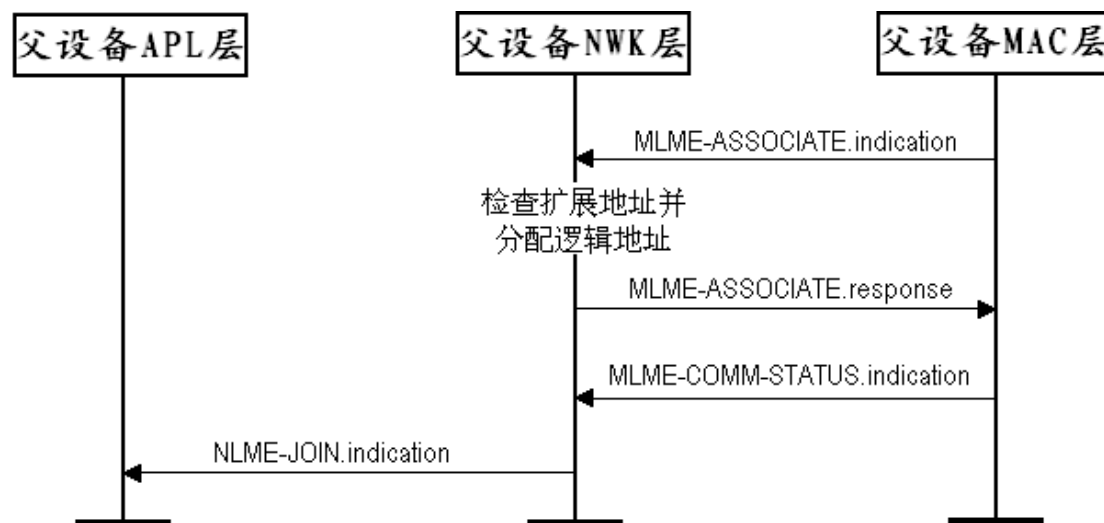 父设备APL层
父设备NWK层
父设备MAC层
MLME-ASSOCIATE.indication
检查扩展地址并
分配逻辑地址
MLME-ASSOCIATE.response
MLME-COMM-STATUS.indication
NLME-JOIN.indication